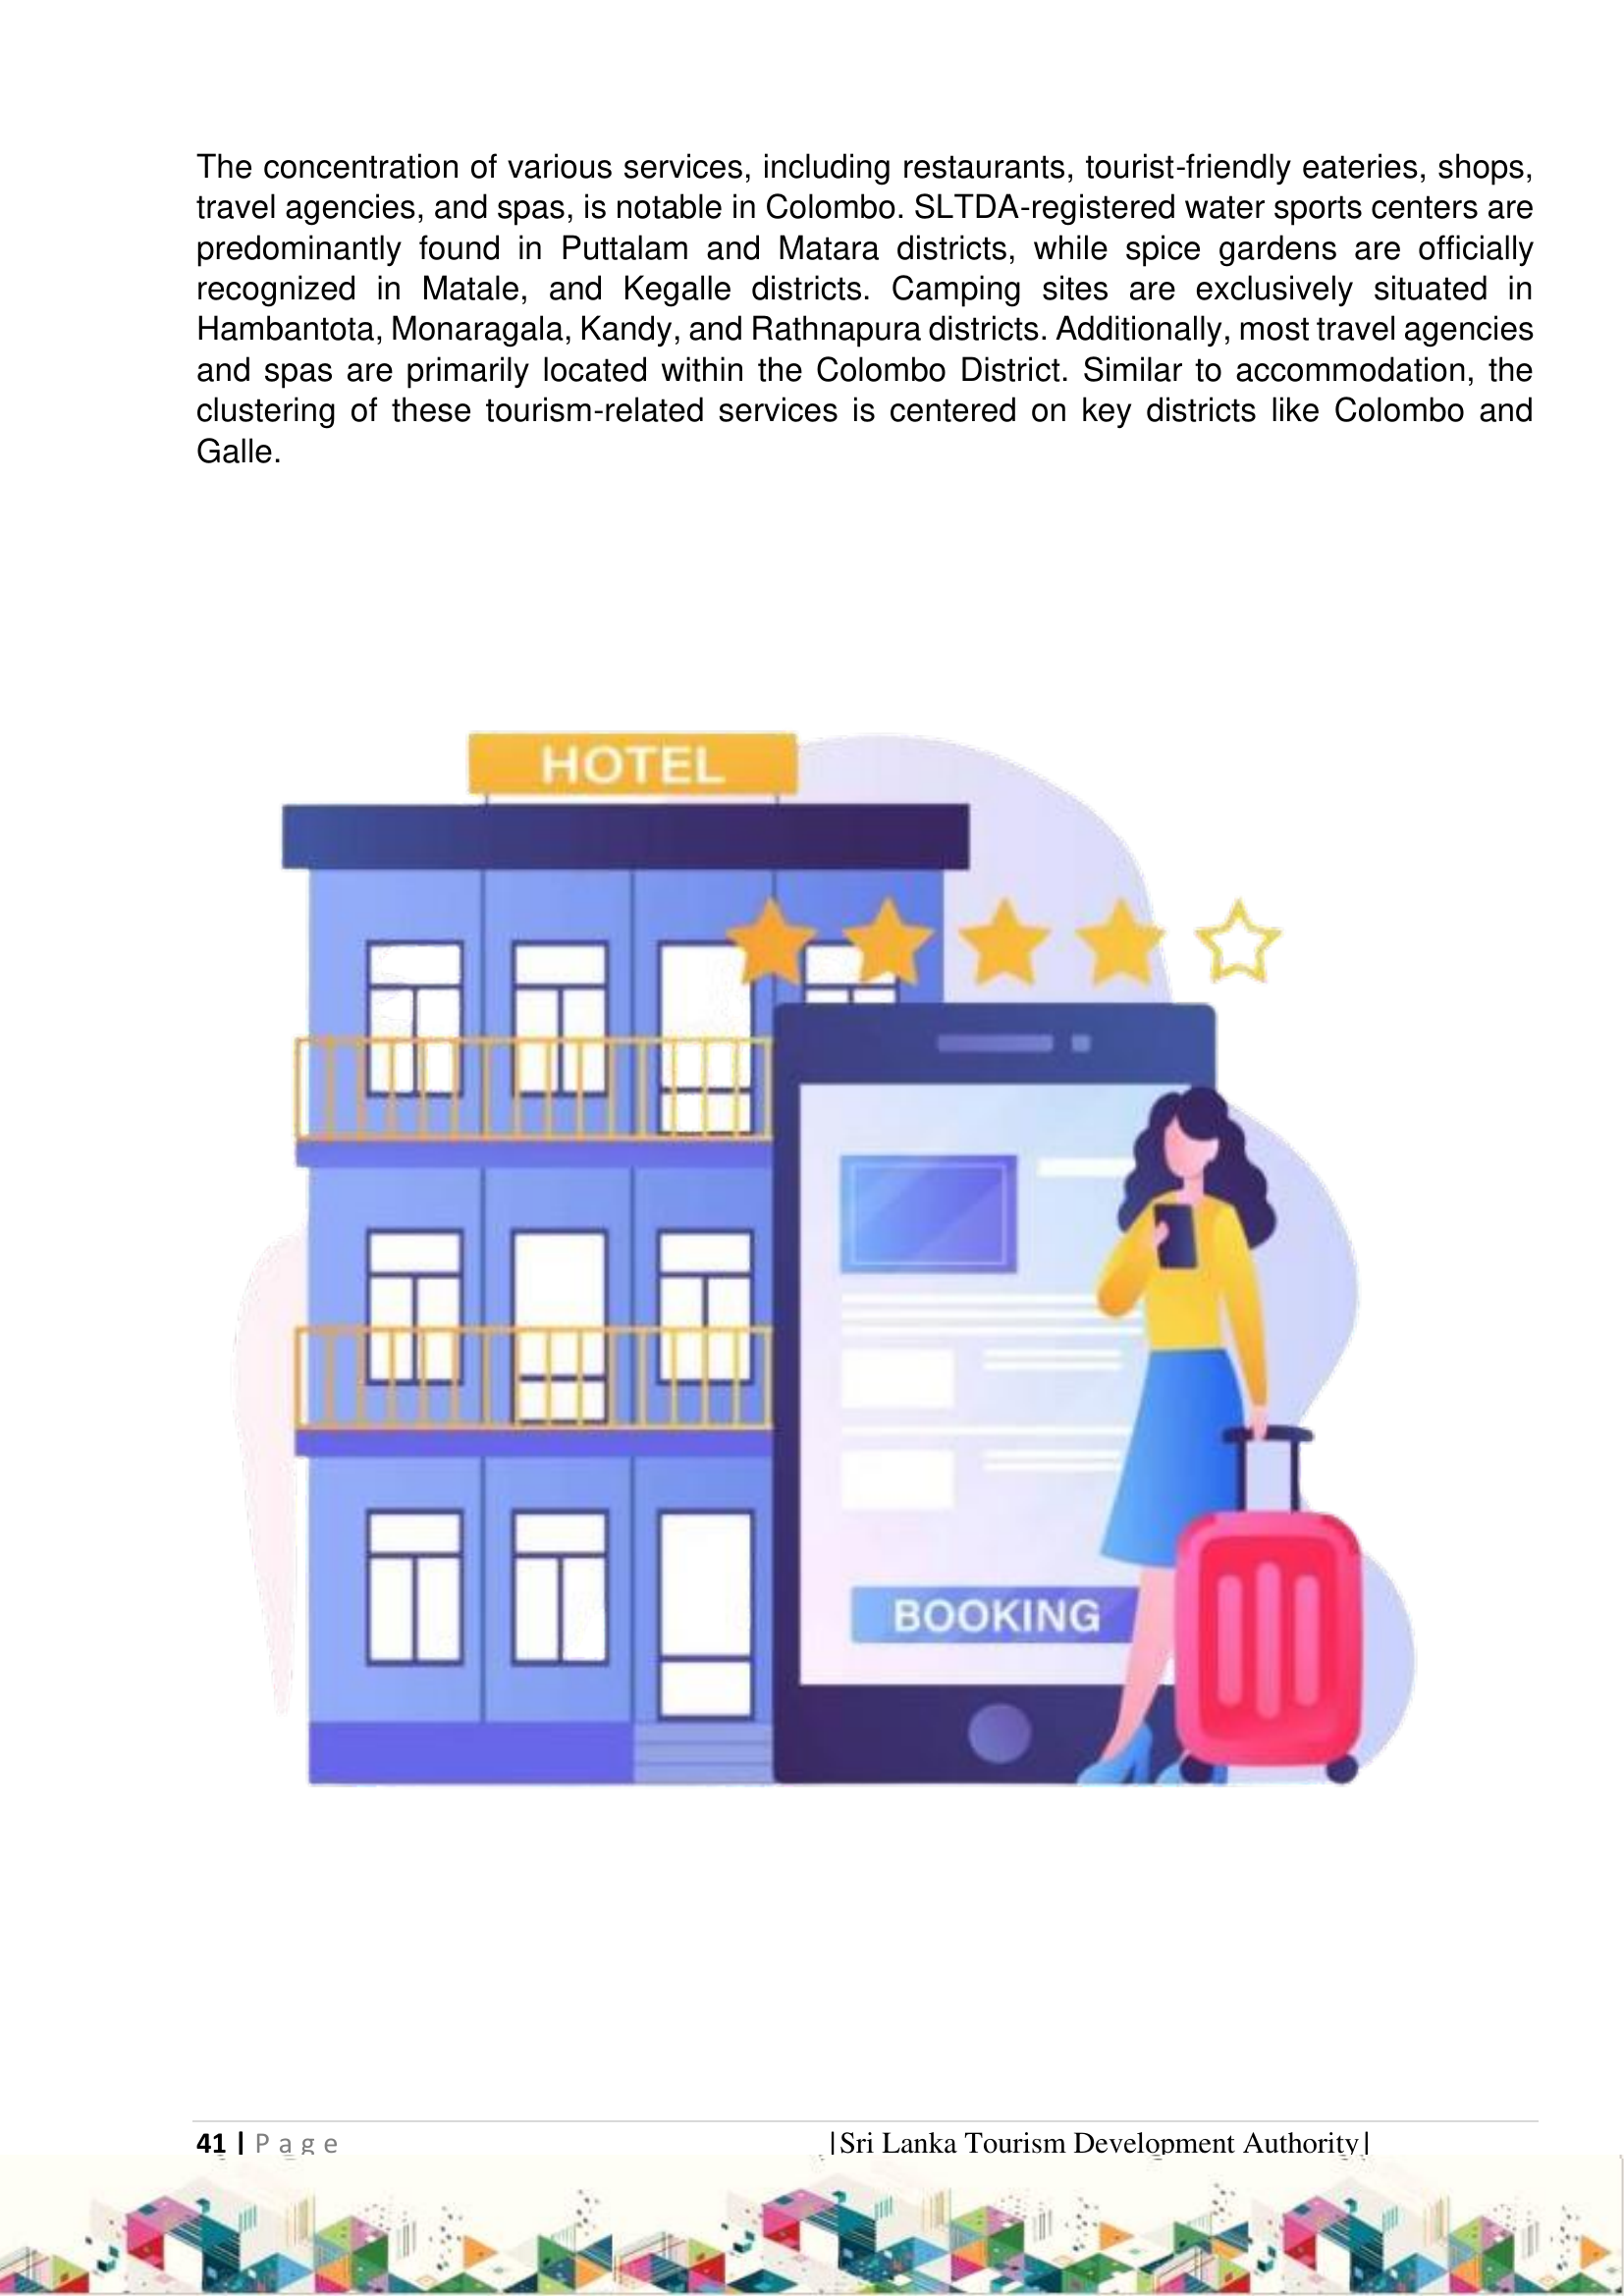 The concentration of various services, including restaurants, tourist-friendly eateries, shops,
travel agencies, and spas, is notable in Colombo. SLTDA-registered water sports centers are
predominantly found in Puttalam and Matara districts, while spice gardens are officially
recognized in Matale, and Kegalle districts. Camping sites are exclusively situated in
Hambantota, Monaragala, Kandy, and Rathnapura districts. Additionally, most travel agencies
and spas are primarily located within the Colombo District. Similar to accommodation, the
clustering of these tourism-related services is centered on key districts like Colombo and
Galle.
HOTEL
BOOKING
41 | Page
|Sri Lanka Tourism Development Authority|